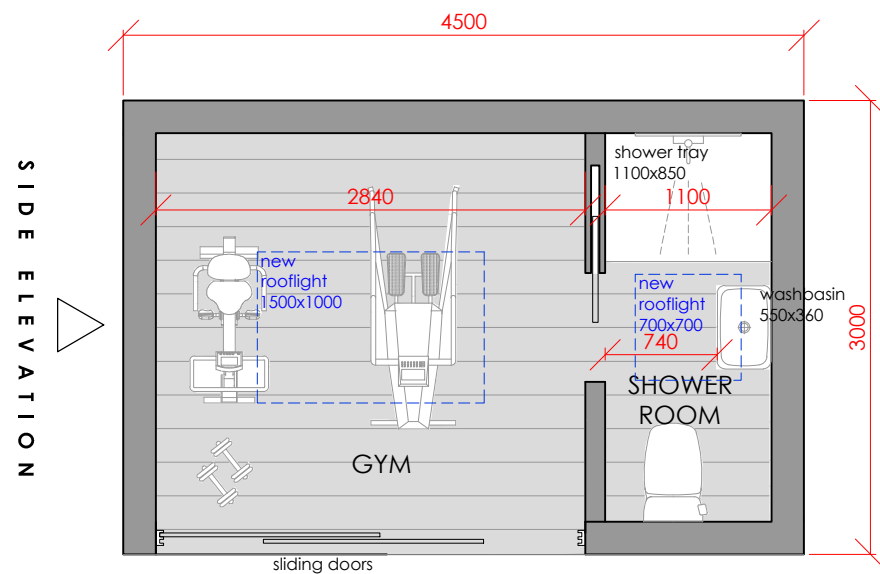 4500
SIDE ELEVATION
shower tray
1100x850
2840
1100
new
rooflight
1500x1000
new
rooflight
700x700
washbasin
550x360
740
3000
SHOWER
ROOM
GYM
sliding doors